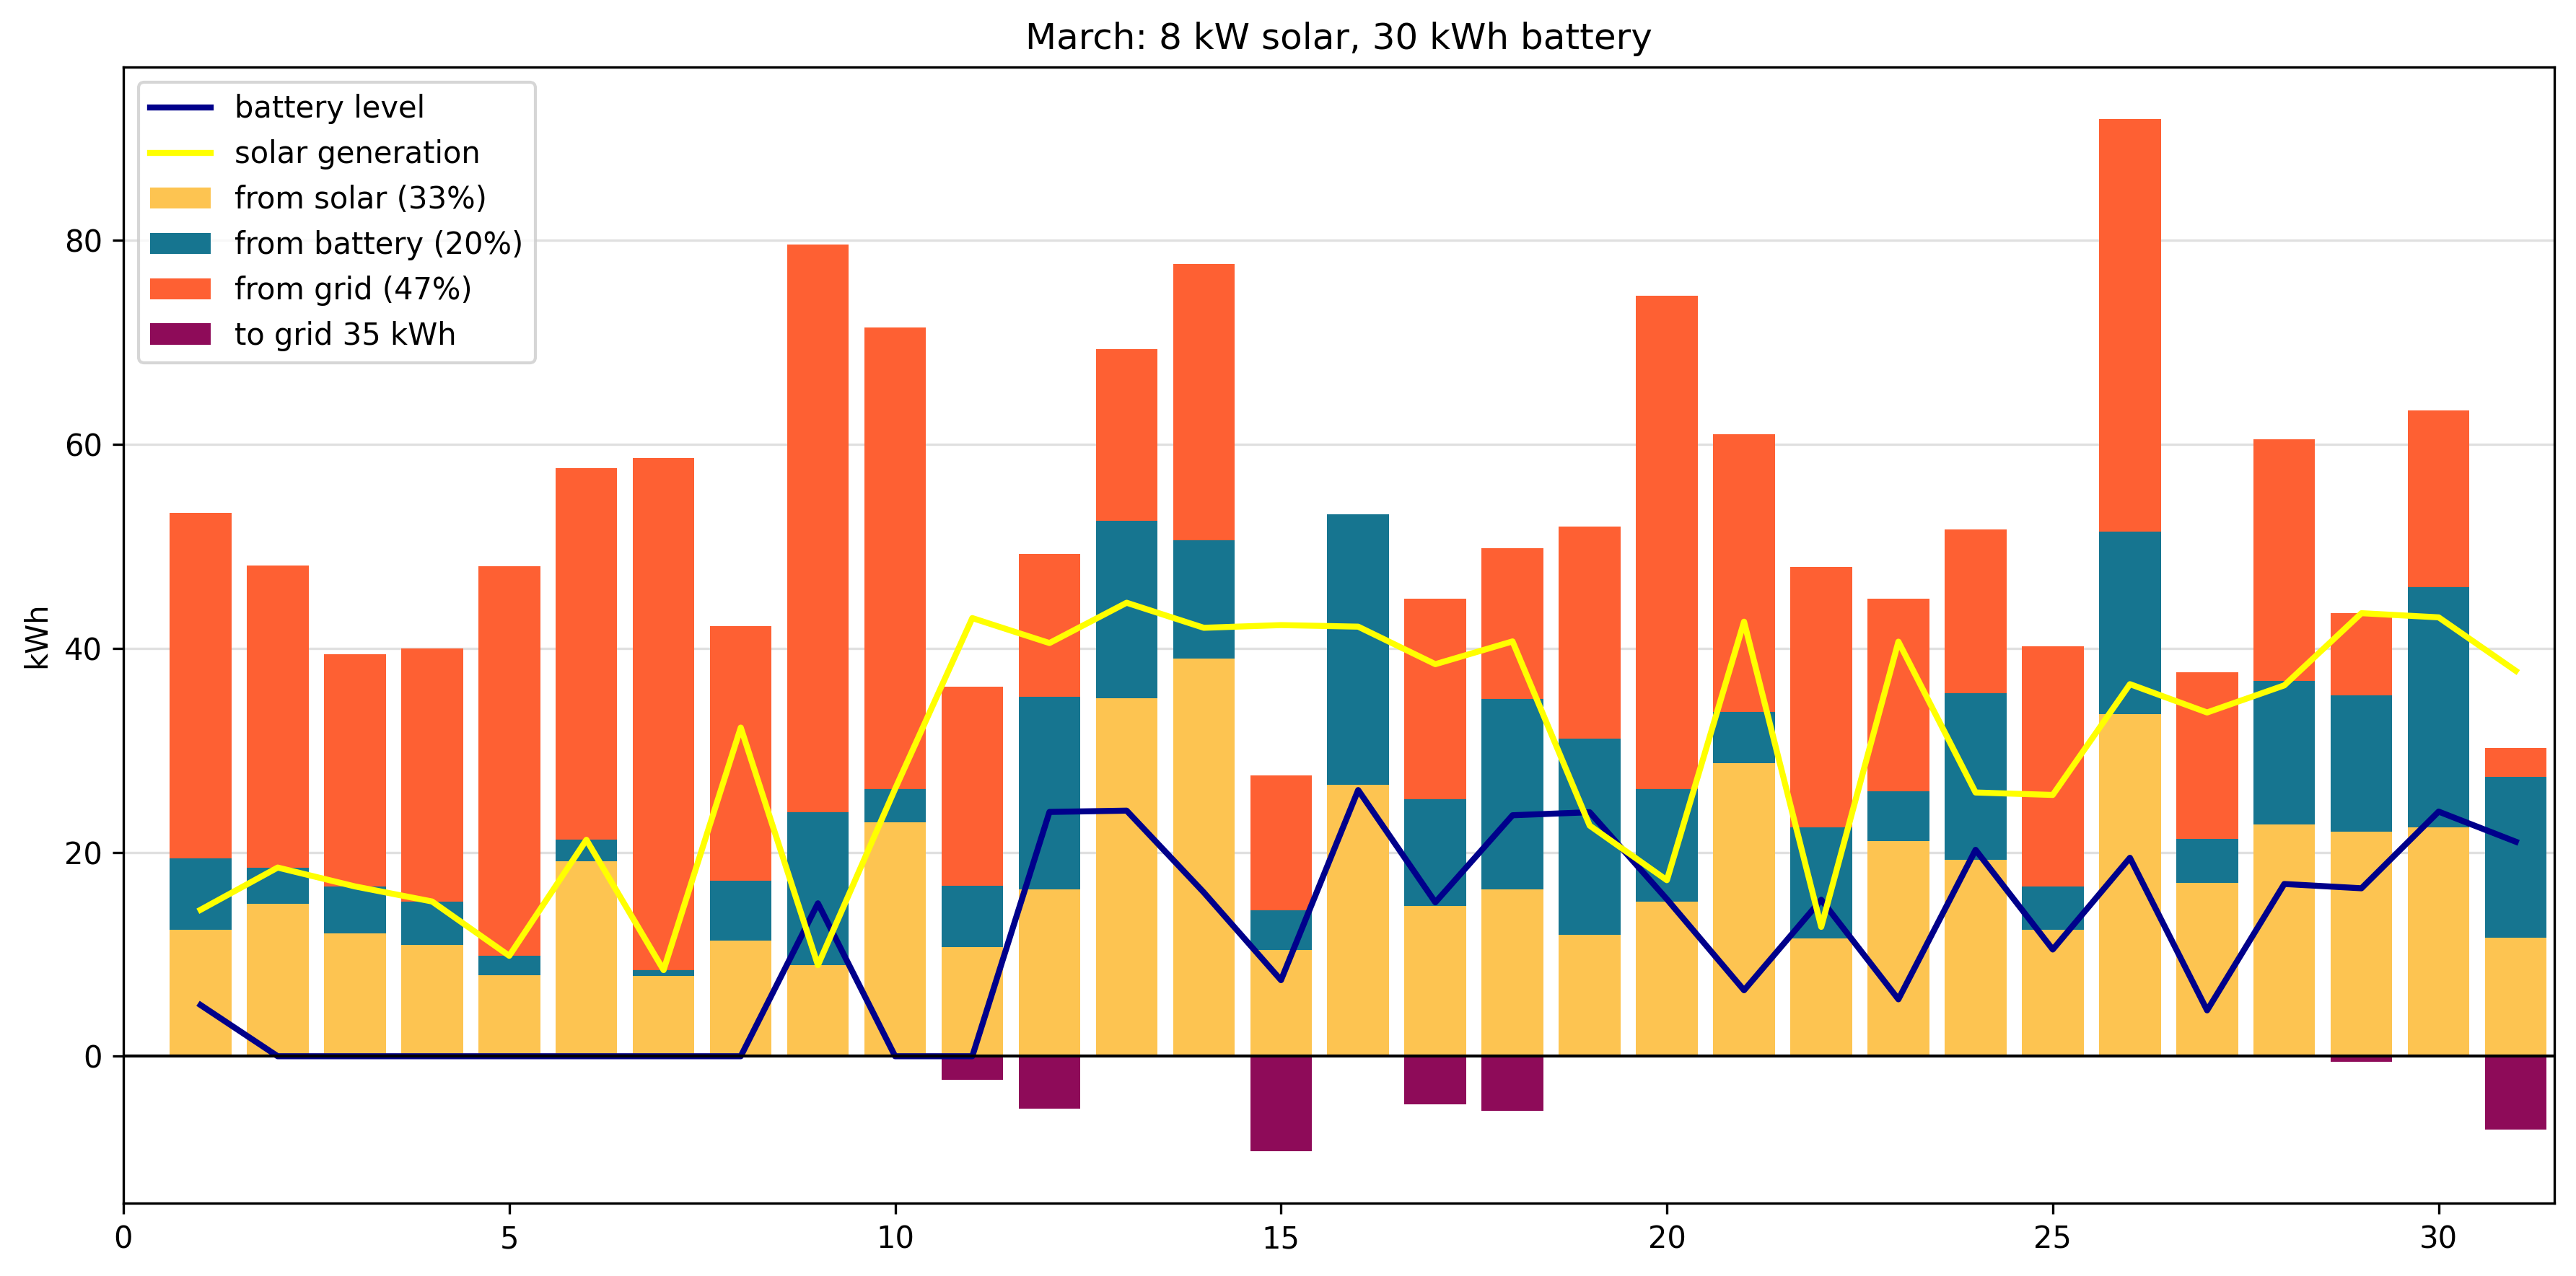 March: 8 kW solar, 30 kWh battery
battery level
solar generation
from solar (33%)
from battery (20%)
from grid (47%)
to grid 35 kWh
kWh
80
60
40
20
0
0 5 10 15 20 25 30